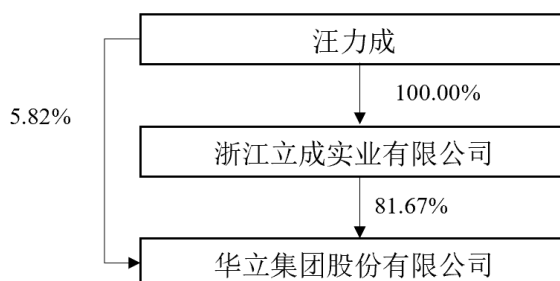 汪力成
100.00%
5.82%
浙江立成实业有限公司
81.67%
华立集团股份有限公司